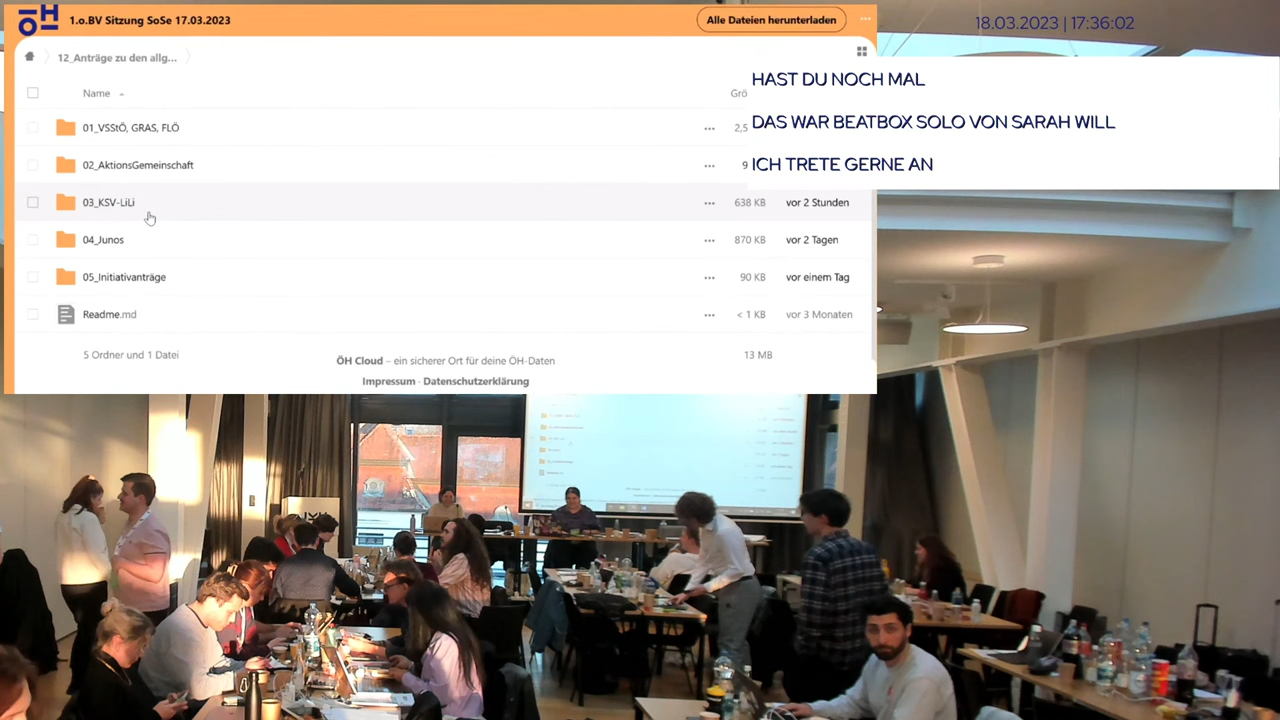 ÖH
1.o.BV Sitzung SoSe 17.03.2023
Alle Dateien herunterladen
18.03.2023 | 17:36:02
12_Anträge zu den allg...
Name
Grö
HAST DU NOCH MAL
DAS WAR BEATBOX SOLO VON SARAH WILL
ICH TRETE GERNE AN
01_VSStÖ, GRAS, FLÖ
2,5
02_AktionsGemeinschaft
9
03_KSV-LiLi
638 KB
vor 2 Stunden
04_Junos
870 KB
vor 2 Tagen
05_Initiativanträge
90 KB
vor einem Tag
Readme.md
< 1 KB
vor 3 Monaten
5 Ordner und 1 Datei
13 MB
ÖH Cloud – ein sicherer Ort für deine ÖH-Daten
Impressum · Datenschutzerklärung